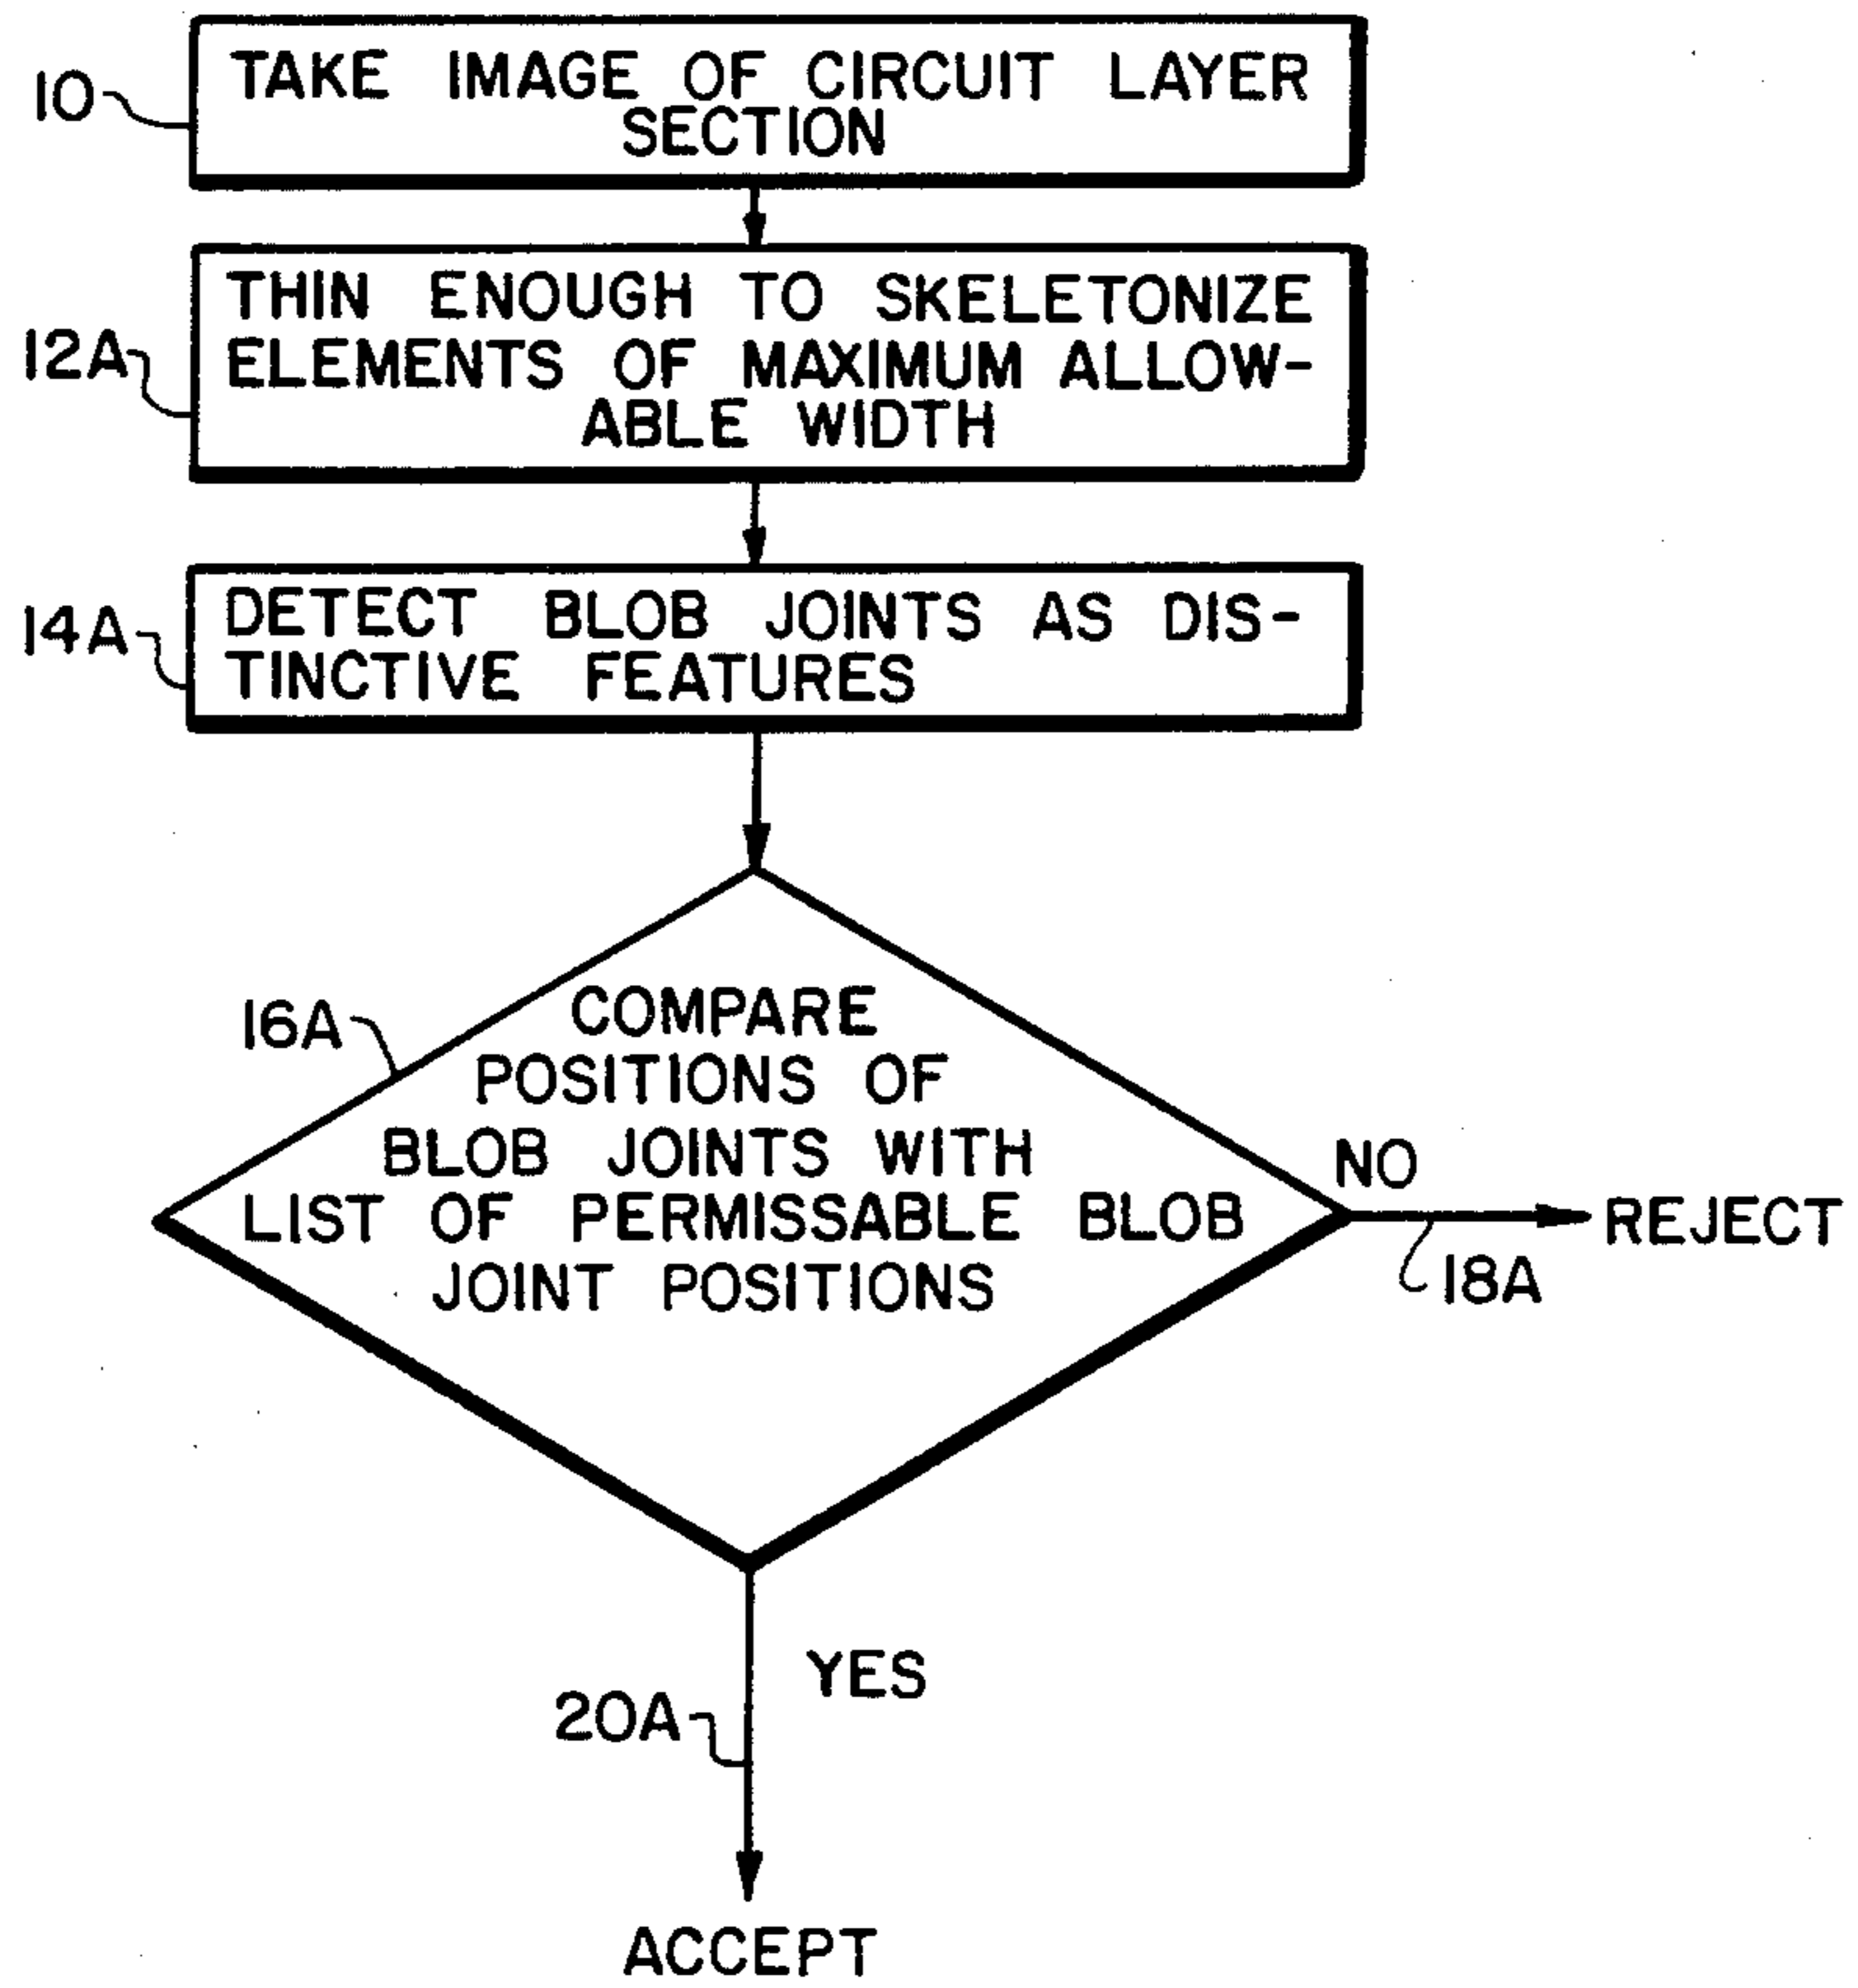 10
TAKE IMAGE OF CIRCUIT LAYER
SECTION
12A
THIN ENOUGH TO SKELETONIZE
ELEMENTS OF MAXIMUM ALLOW-
ABLE WIDTH
14A
DETECT BLOB JOINTS AS DIS-
TINCTIVE FEATURES
16A
COMPARE
POSITIONS OF
BLOB JOINTS WITH
LIST OF PERMISSABLE BLOB
JOINT POSITIONS
NO
REJECT
18A
YES
20A
ACCEPT